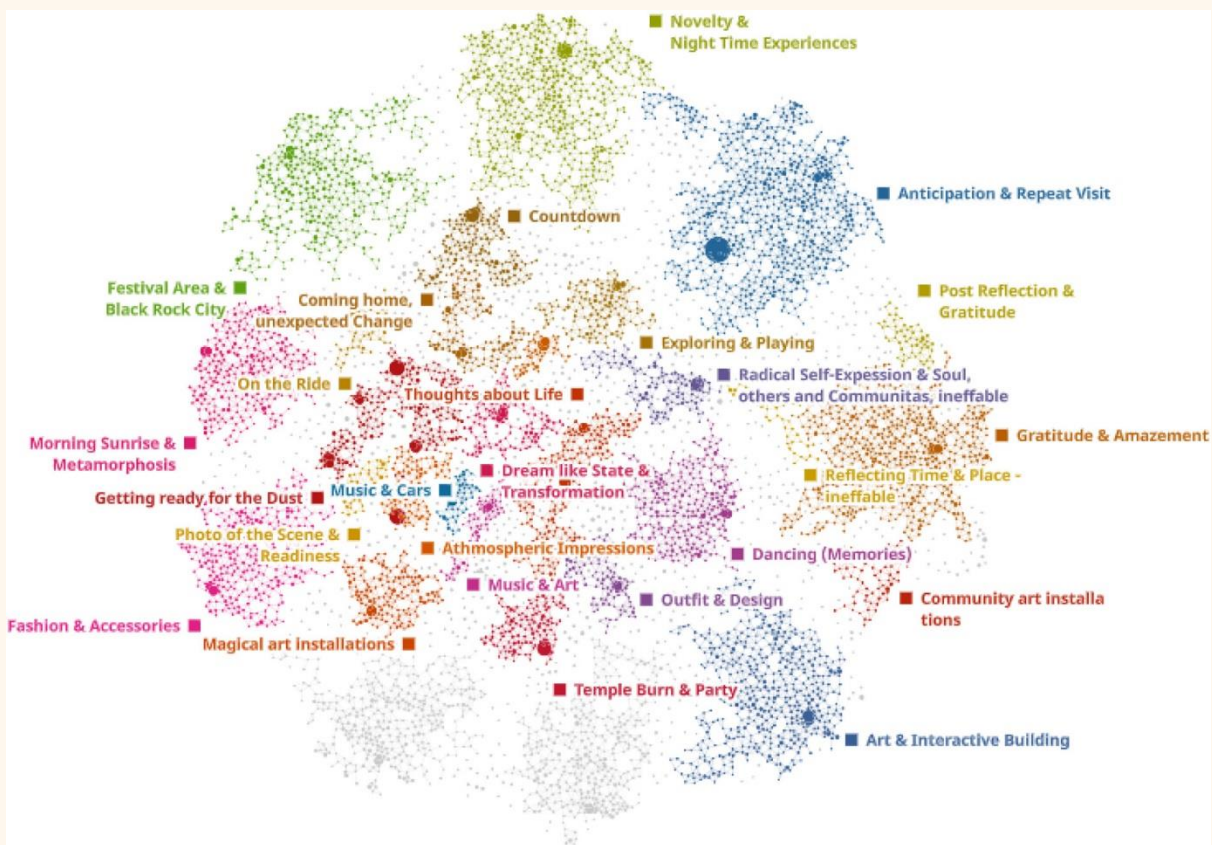 Novelty &
Night Time Experiences
Anticipation & Repeat Visit
Countdown
Festival Area &
Black Rock City
Coming home,
unexpected Change
Post Reflection &
Gratitude
Exploring & Playing
On the Ride
Radical Self-Expession & Soul,
others and Communitas, ineffable
Thoughts about Life
Morning Sunrise &
Metamorphosis
Gratitude & Amazement
Dream like State &
Transformation
Reflecting Time & Place -
ineffable
Getting ready,for the Dust
Music & Cars
Photo of the Scene &
Readiness
Athmospheric Impressions
Dancing (Memories)
Music & Art
Outfit & Design
Community art installa
tions
Fashion & Accessories
Magical art installations
Temple Burn & Party
Art & Interactive Building